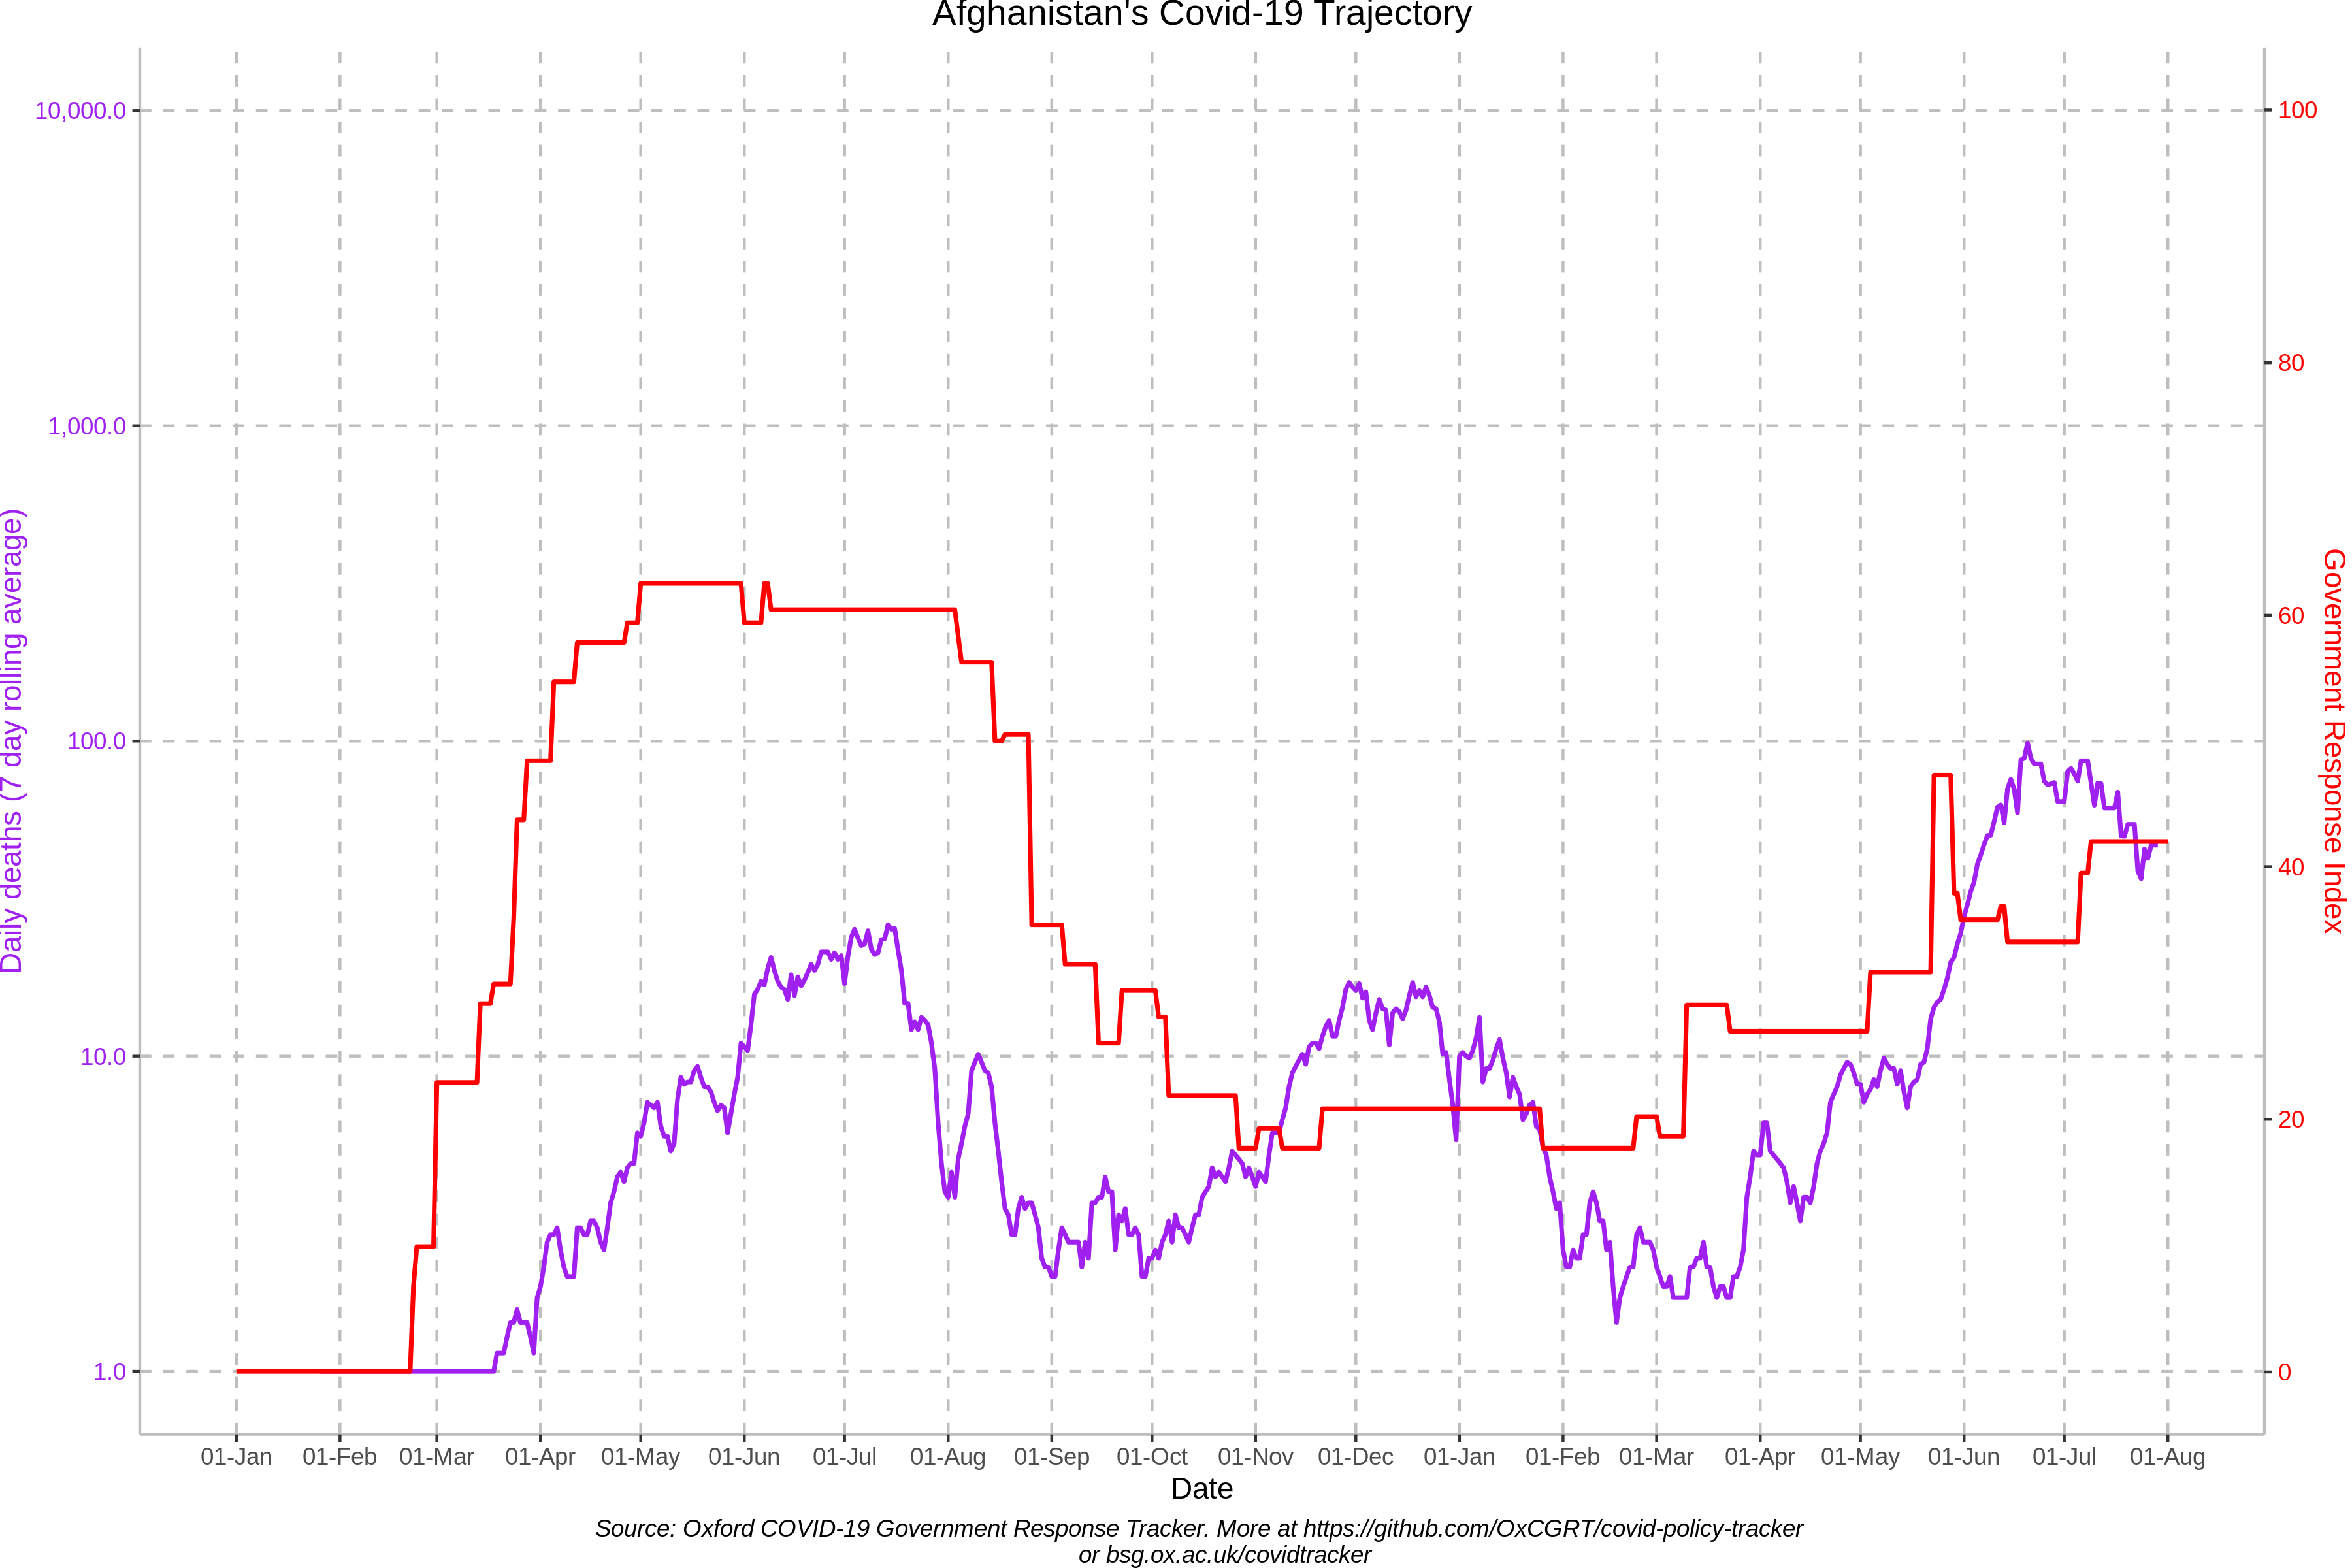 Afghanistan's Covid-19 Trajectory
10,000.0
1,000.0
100.0
10.0
1.0
Daily deaths (7 day rolling average)
100
80
60
40
20
0
Government Response Index
01-Jan 01-Feb 01-Mar 01-Apr 01-May 01-Jun 01-Jul 01-Aug 01-Sep 01-Oct 01-Nov 01-Dec 01-Jan 01-Feb 01-Mar 01-Apr 01-May 01-Jun 01-Jul 01-Aug
Date
Source: Oxford COVID-19 Government Response Tracker. More at https://github.com/OxCGRT/covid-policy-tracker
or bsg.ox.ac.uk/covidtracker